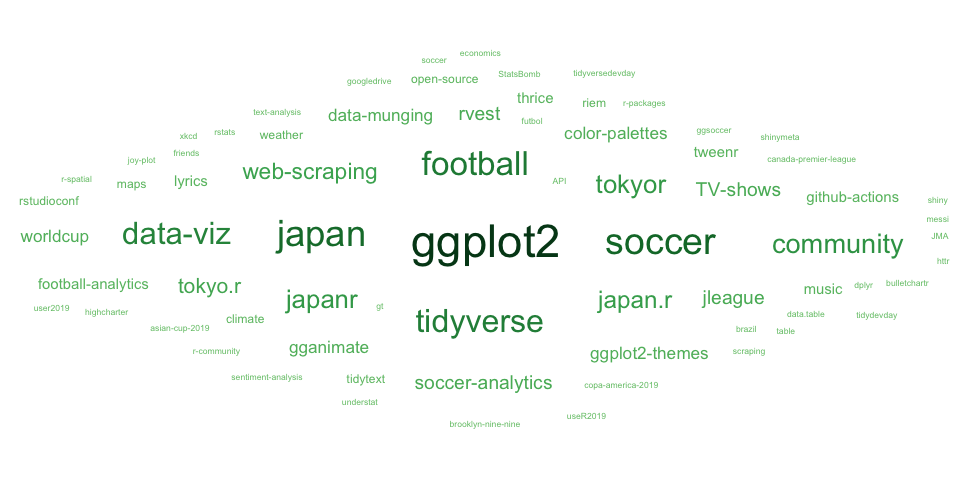 economics
soccer
googledrive
open-source
StatsBomb
tidyversedevday
thrice
riem
r-packages
text-analysis
data-munging
rvest
futbol
xkcd
rstats
weather
color-palettes
ggsoccer
shinymeta
joy-plot
friends
tweenr
canada-premier-league
football
r-spatial
maps
lyrics
web-scraping
API
tokyor
TV-shows
github-actions
rstudioconf
shiny
messi
worldcup
data-viz
japan
ggplot2
soccer
community
JMA
httr
football-analytics
tokyo.r
japanr
gt
japan.r
jleague
music
dplyr
bulletchartr
user2019
highcharter
asian-cup-2019
climate
tidyverse
brazil
data.table
table
tidydevday
r-community
gganimate
ggplot2-themes
scraping
sentiment-analysis
tidytext
soccer-analytics
copa-america-2019
understat
brooklyn-nine-nine
useR2019